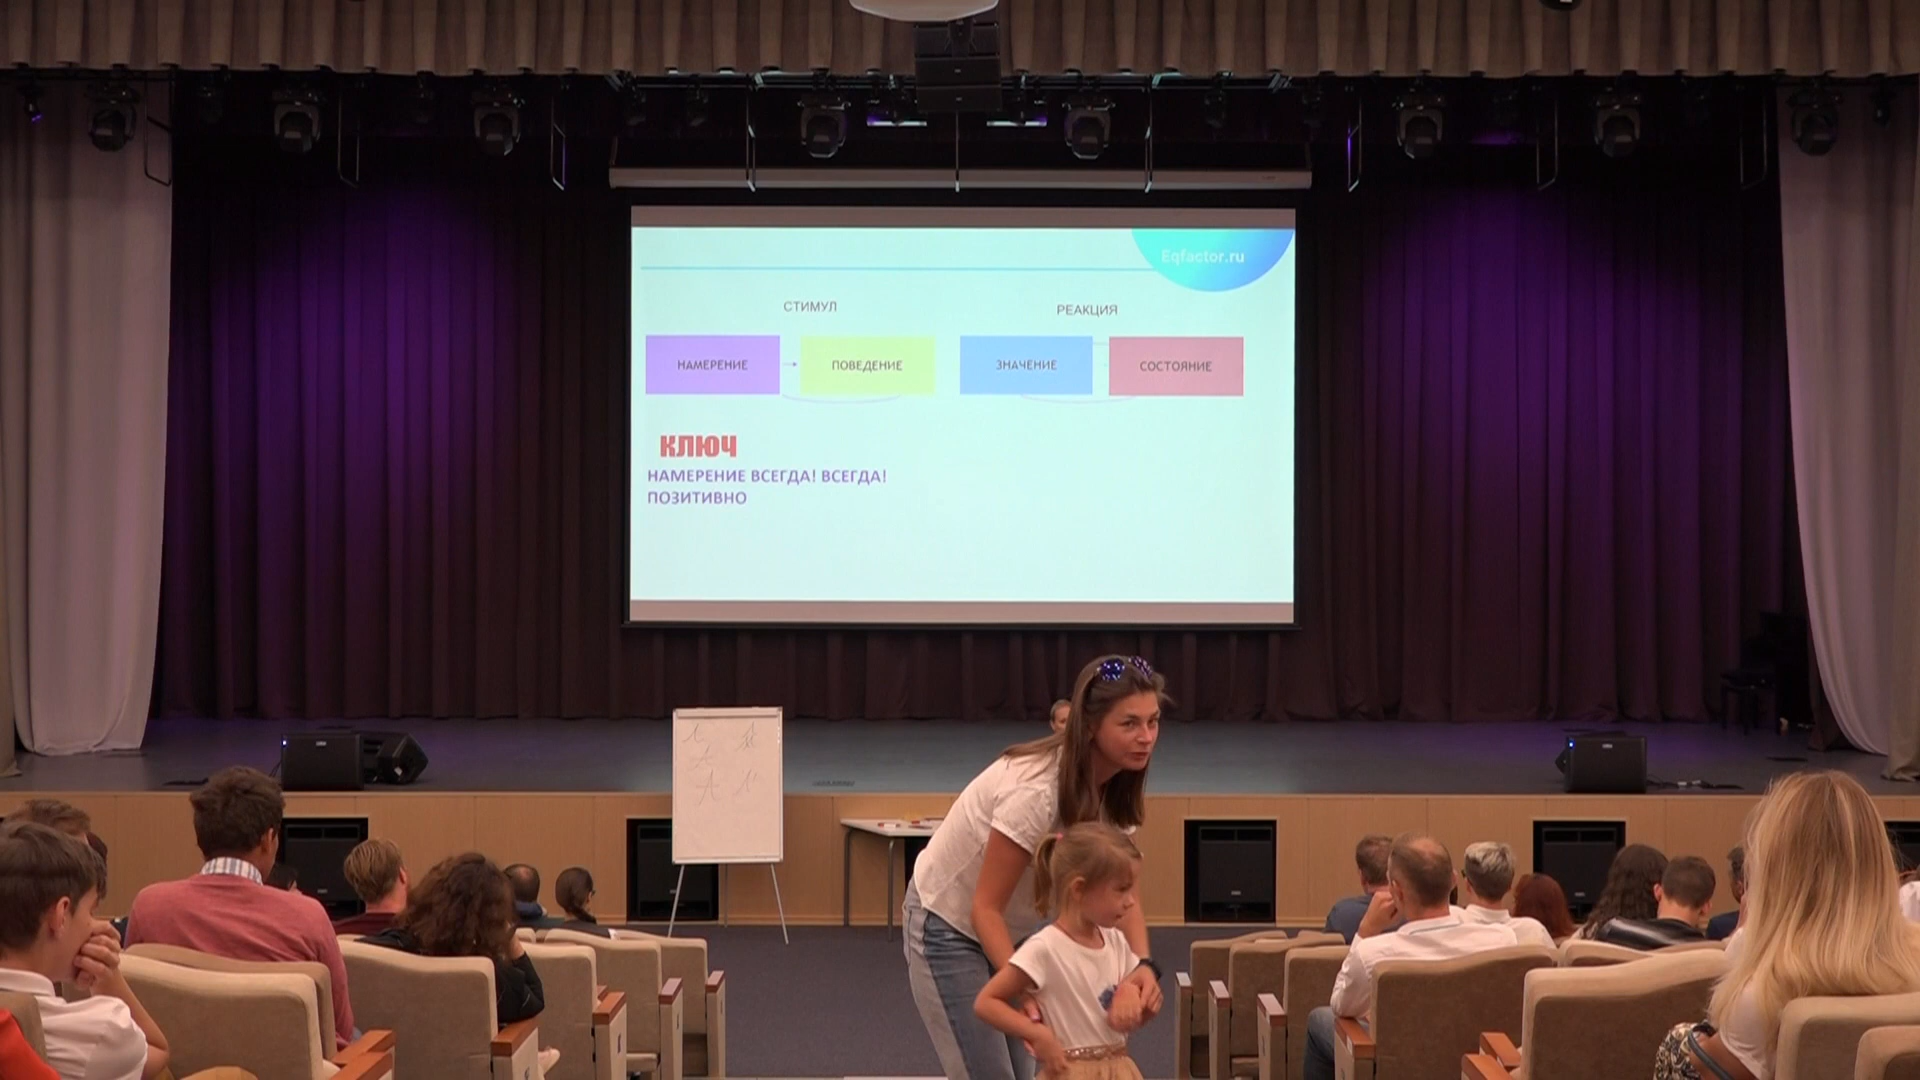 Eqfactor.ru
СТИМУЛ
РЕАКЦИЯ
НАМЕРЕНИЕ
ПОВЕДЕНИЕ
ЗНАЧЕНИЕ
СОСТОЯНИЕ
КЛЮЧ
НАМЕРЕНИЕ ВСЕГДА! ВСЕГДА!
ПОЗИТИВНО